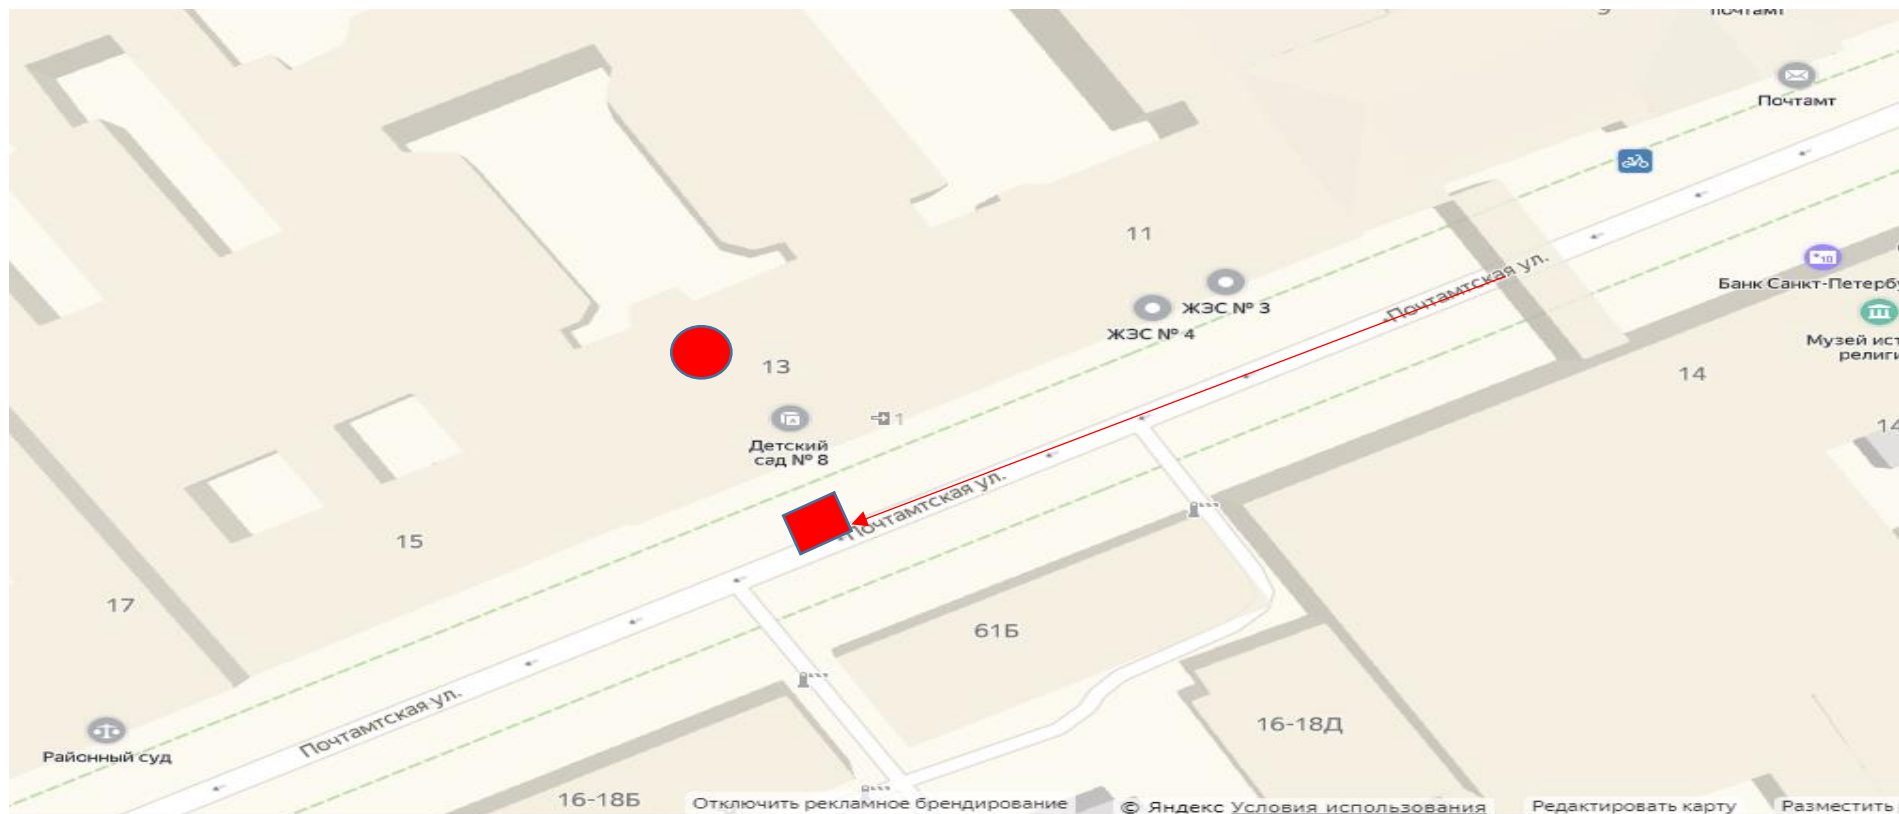 9
почтамт
Почтамт
11
Почтамтская ул.
Банк Санкт-Петербу
ЖЭС № 3
ЖЭС № 4
Музей ист
религи
13
14
14
1
Детский
сад № 8
Почтамтская ул.
15
17
61Б
Почтамтская ул.
16-18Д
Районный суд
16-18Б
Отключить рекламное брендирование
© Яндекс Условия использования
Редактировать карту
Разместить